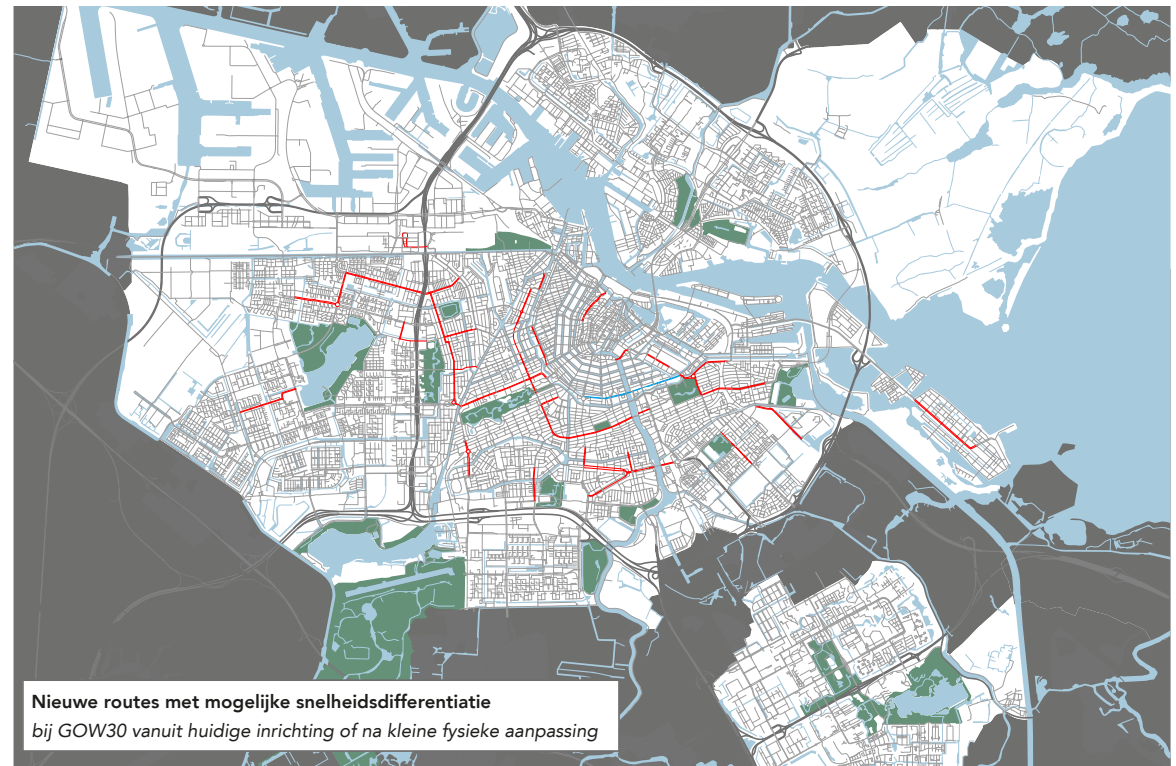 Nieuwe routes met mogelijke snelheidsdifferentiatie
bij GOW30 vanuit huidige inrichting of na kleine fysieke aanpassing